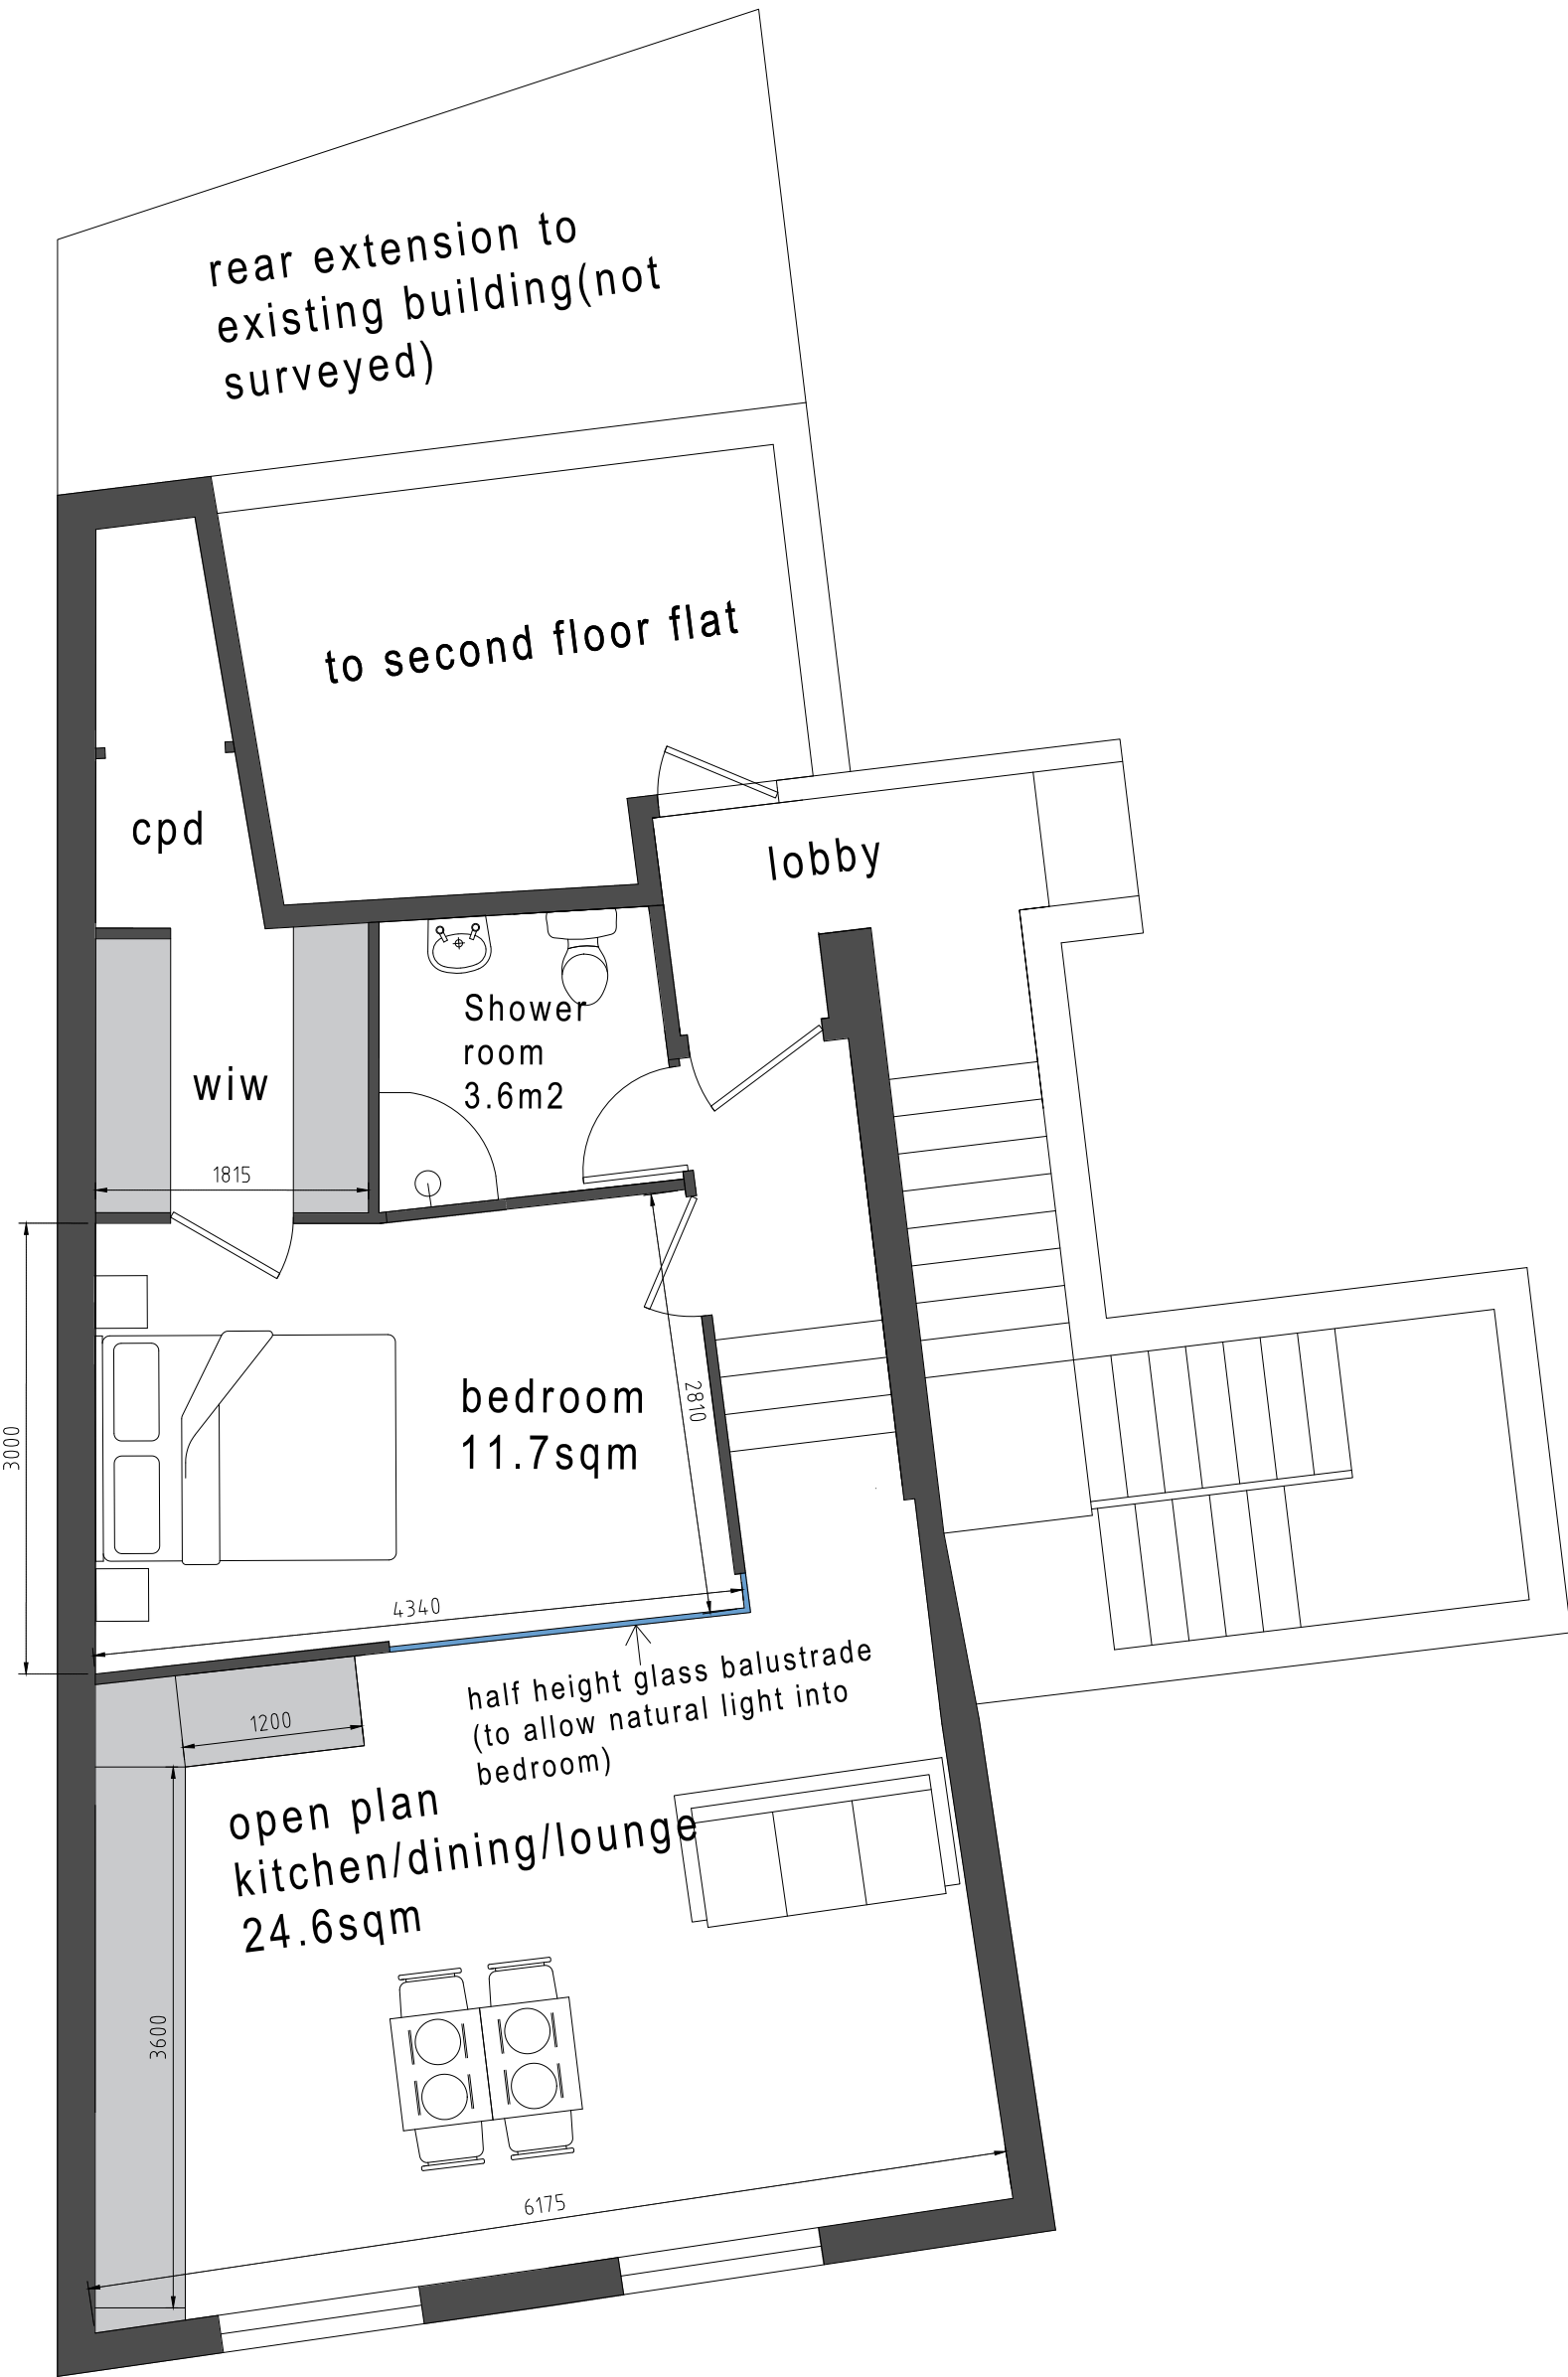 rear extension to
existing building(not
surveyed)
to second floor flat
cpd
lobby
Shower
room
3.6m2
wiw
1815
3000
bedroom
11.7sqm
2810
4340
half height glass balustrade
(to allow natural light into
bedroom)
1200
open plan
kitchen/dining/lounge
24.6sqm
3600
6175